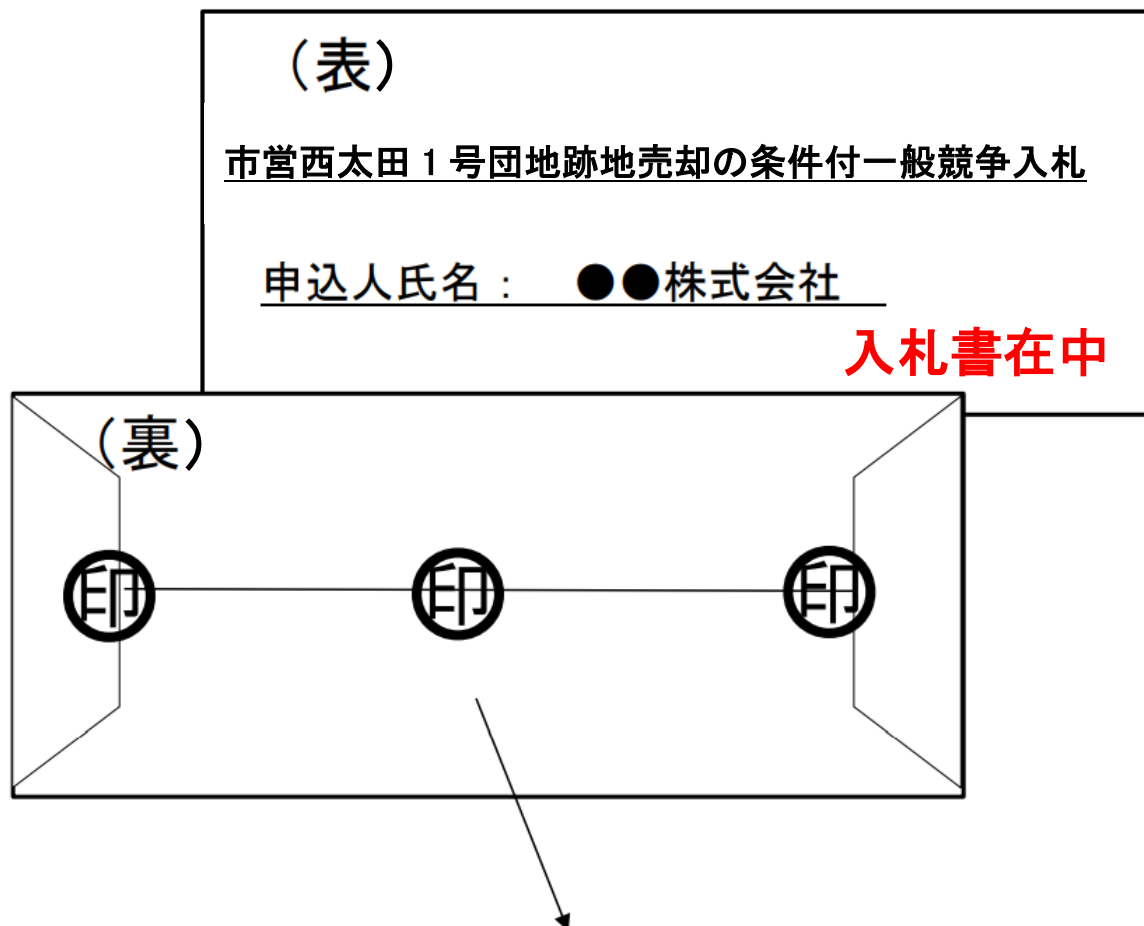 （表）
市営西太田１号団地跡地売却の条件付一般競争入札
申込人氏名： ●●株式会社
入札書在中
（裏）
印 印 印